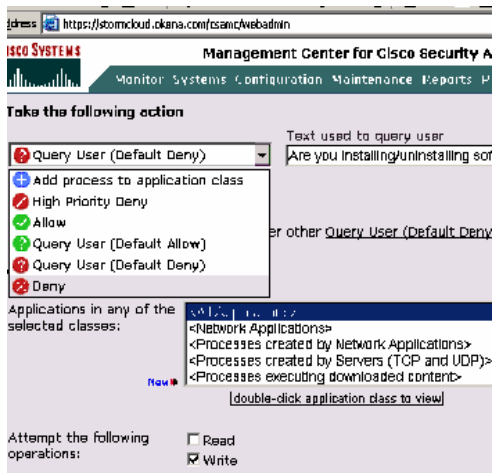 dress https://stormcloud.okena.com/csamc/webadmin
ISCO SYSTEMS
Management Center for Cisco Security A
Monitor Systems Configuration Maintenance Reports P
Take the following action
Text used to query user
Query User (Default Deny)
Are you installing/uninstalling sof
Add process to application class
High Priority Deny
Allow
Query User (Default Allow)
er other Query User (Default Deny
Query User (Default Deny)
Deny
Applications in any of the
selected classes:
<Network Applications>
<Processes created by Network Applications>
<Processes created by Servers (TCP and UDP)>
<Processes executing downloaded content>
New
[double-click application class to view]
Attempt the following
operations:
Read
Write